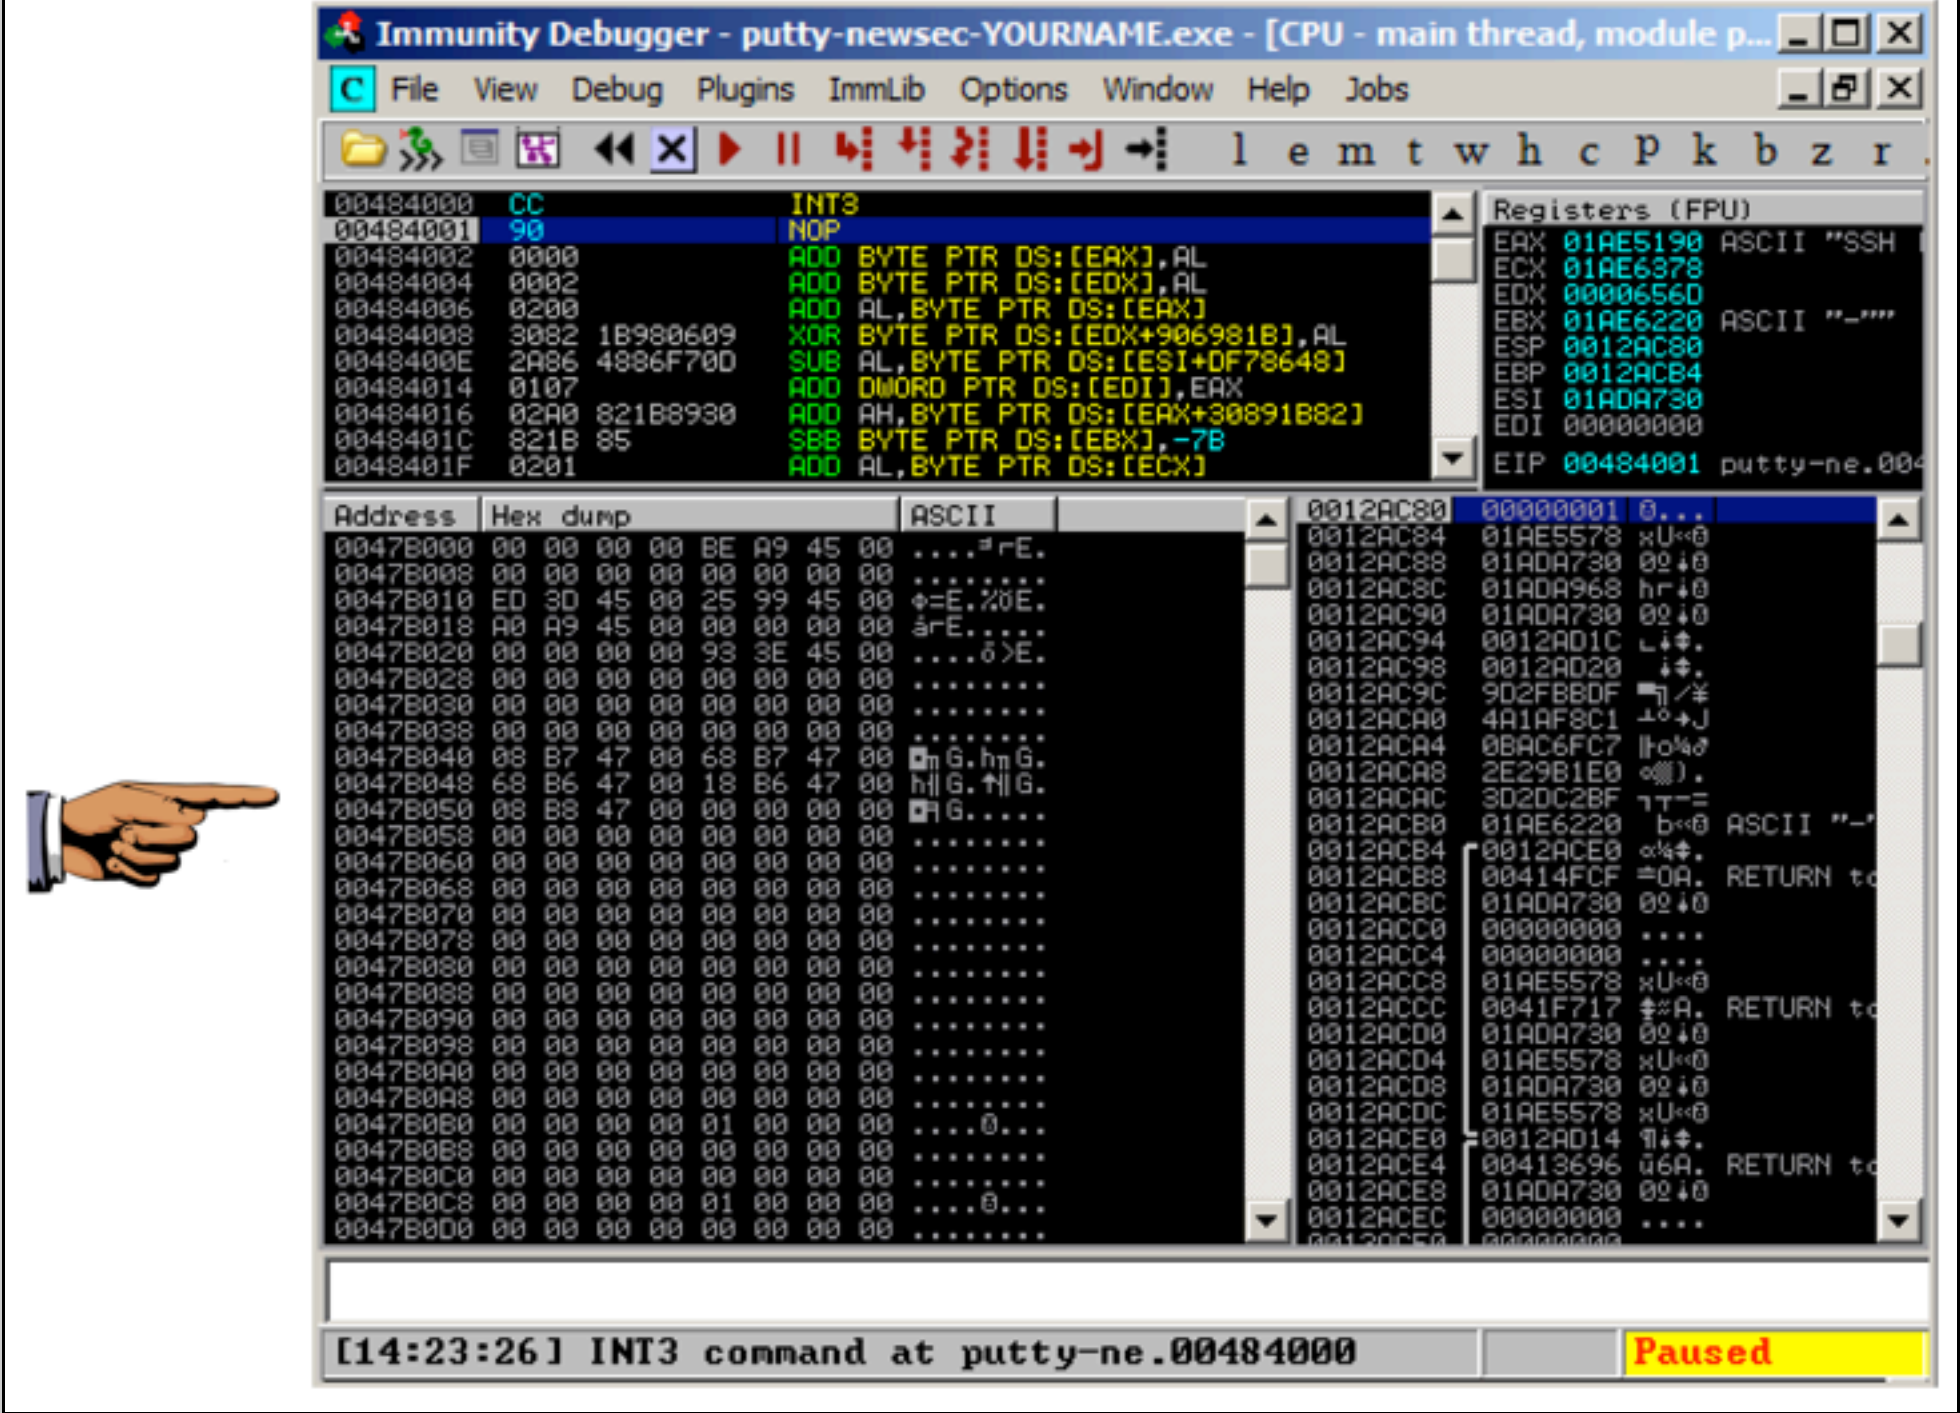 Immunity Debugger - putty-newsec-YOURNAME.exe - [CPU - main thread, module p...
C File View Debug Plugins ImmLib Options Window Help Jobs
l e m t w h c p k b z r
00484000 CC INT3
00484001 90 NOP
00484002 0000 ADD BYTE PTR DS:[EAX],AL
00484004 0002 ADD BYTE PTR DS:[EDX],AL
00484006 0200 ADD AL,BYTE PTR DS:[EAX]
00484008 3082 1B980609 XOR BYTE PTR DS:[EDX+906981B],AL
0048400E 2A86 4886F70D SUB AL,BYTE PTR DS:[ESI+DF78648]
00484014 0107 ADD DWORD PTR DS:[EDI],EAX
00484016 02A0 821B8930 ADD AH,BYTE PTR DS:[EAX+30891B82]
0048401C 821B 85 SBB BYTE PTR DS:[EBX],-7B
0048401F 0201 ADD AL,BYTE PTR DS:[ECX]
Registers (FPU)
EAX 01AE5190 ASCII "SSH
ECX 01AE6378
EDX 0000656D
EBX 01AE6220 ASCII "-""
ESP 0012AC80
EBP 0012ACB4
ESI 01ADA730
EDI 00000000
EIP 00484001 putty-ne.004
Address Hex dump ASCII
0047B000 00 00 00 00 BE A9 45 00
0047B008 00 00 00 00 00 00 00 00 ........
0047B010 ED 3D 45 00 25 99 45 00
0047B018 A0 A9 45 00 00 00 00 00
0047B020 00 00 00 00 93 3E 45 00
0047B028 00 00 00 00 00 00 00 00 ........
0047B030 00 00 00 00 00 00 00 00 ........
0047B038 00 00 00 00 00 00 00 00 ........
0047B040 08 B7 47 00 68 B7 47 00
0047B048 68 B6 47 00 18 B6 47 00
0047B050 08 B8 47 00 00 00 00 00
0047B058 00 00 00 00 00 00 00 00 ........
0047B060 00 00 00 00 00 00 00 00 ........
0047B068 00 00 00 00 00 00 00 00 ........
0047B070 00 00 00 00 00 00 00 00 ........
0047B078 00 00 00 00 00 00 00 00 ........
0047B080 00 00 00 00 00 00 00 00 ........
0047B088 00 00 00 00 00 00 00 00 ........
0047B090 00 00 00 00 00 00 00 00 ........
0047B098 00 00 00 00 00 00 00 00 ........
0047B0A0 00 00 00 00 00 00 00 00 ........
0047B0A8 00 00 00 00 00 00 00 00 ........
0047B0B0 00 00 00 00 01 00 00 00
0047B0B8 00 00 00 00 00 00 00 00 ........
0047B0C0 00 00 00 00 00 00 00 00 ........
0047B0C8 00 00 00 00 01 00 00 00
0047B0D0 00 00 00 00 00 00 00 00 ........
0012AC80 00000001
0012AC84 01AE5578
0012AC88 01ADA730
0012AC8C 01ADA968
0012AC90 01ADA730
0012AC94 0012AD1C
0012AC98 0012AD20
0012AC9C 9D2FBBDF
0012ACA0 4A1AF8C1
0012ACA4 0BAC6FC7
0012ACA8 2E29B1E0
0012ACAC 3D2DC2BF
0012ACB0 01AE6220 ASCII "-"
0012ACB4 0012ACE0
0012ACB8 00414FCF RETURN to
0012ACBC 01ADA730
0012ACC0 00000000 ....
0012ACC4 00000000 ....
0012ACC8 01AE5578
0012ACCC 0041F717 RETURN to
0012ACD0 01ADA730
0012ACD4 01AE5578
0012ACD8 01ADA730
0012ACDC 01AE5578
0012ACE0 0012AD14
0012ACE4 00413696 RETURN to
0012ACE8 01ADA730
0012ACEC 00000000 ....
[14:23:26] INT3 command at putty-ne.00484000
Paused